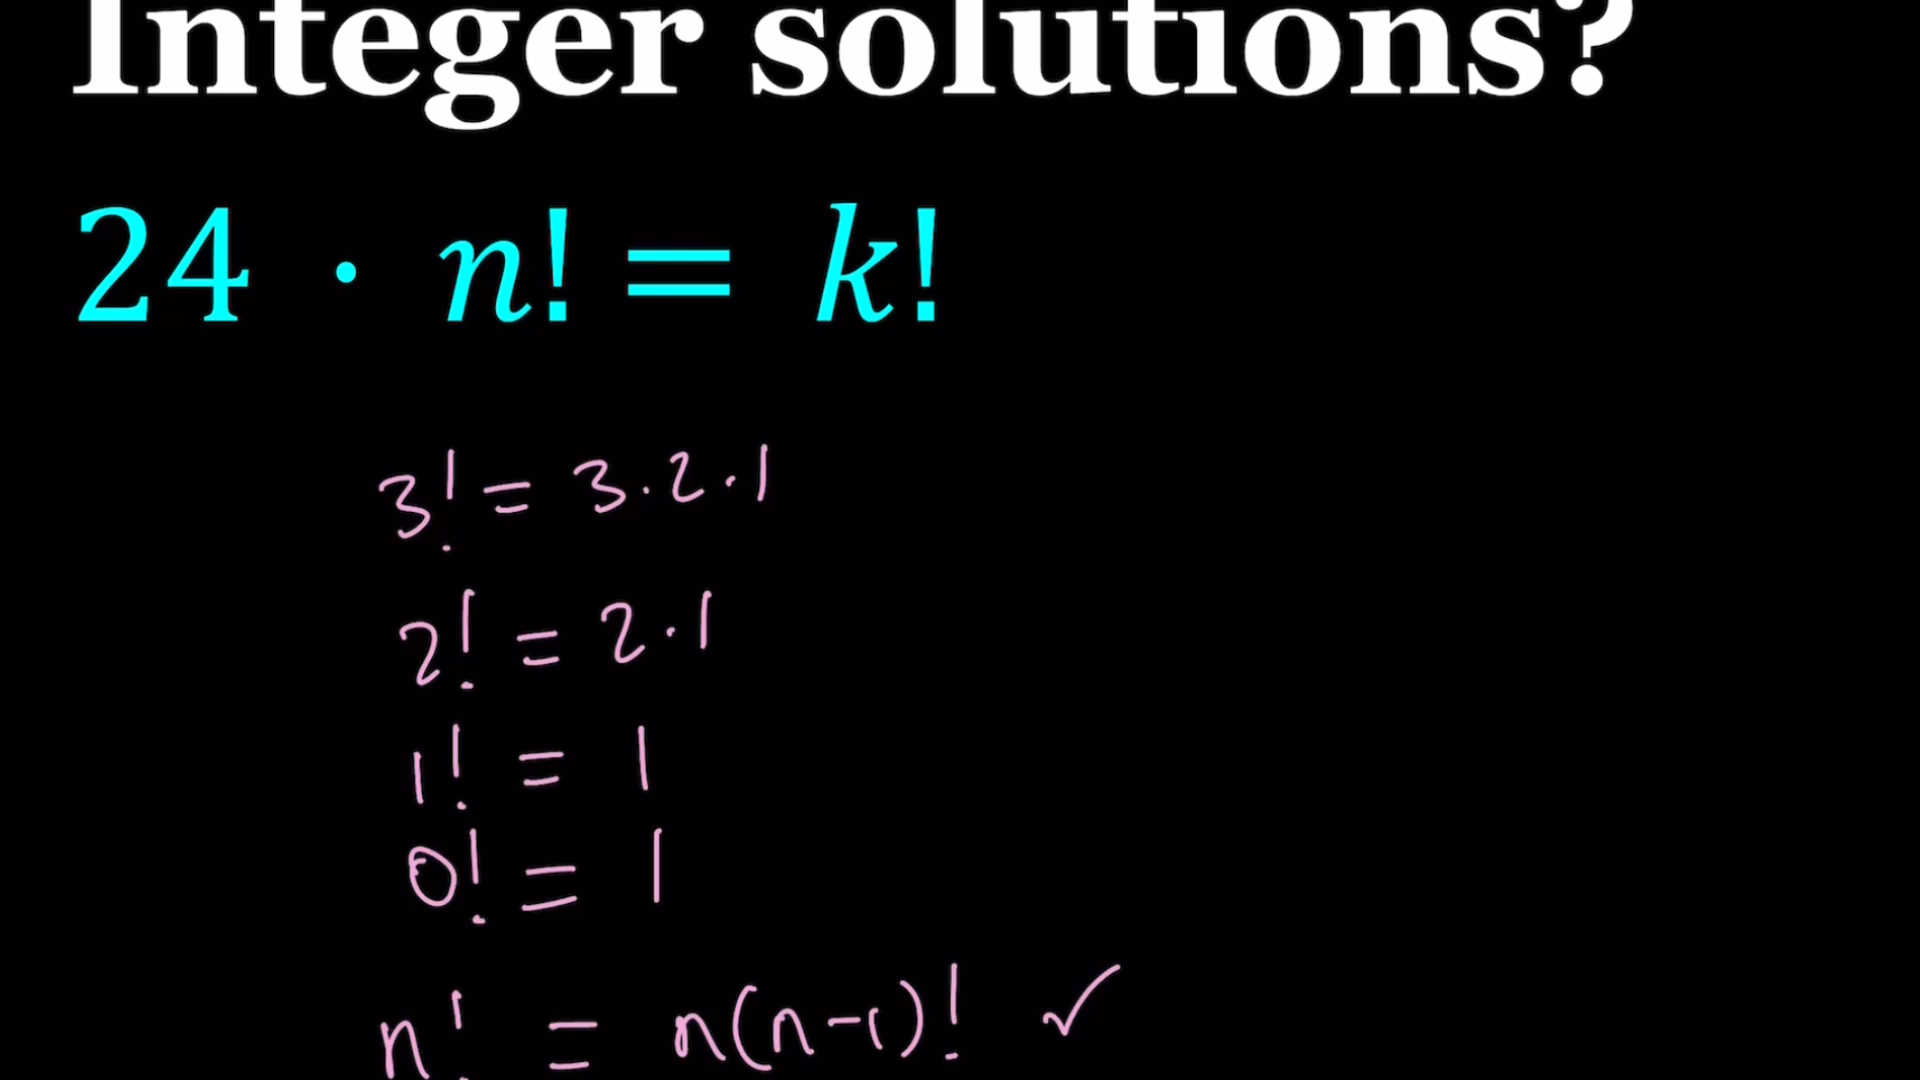 Integer solutions?
24 · n! = k!
3! = 3·2·1
2! = 2·1
1! = 1
0! = 1
n! = n(n-1)! ✓